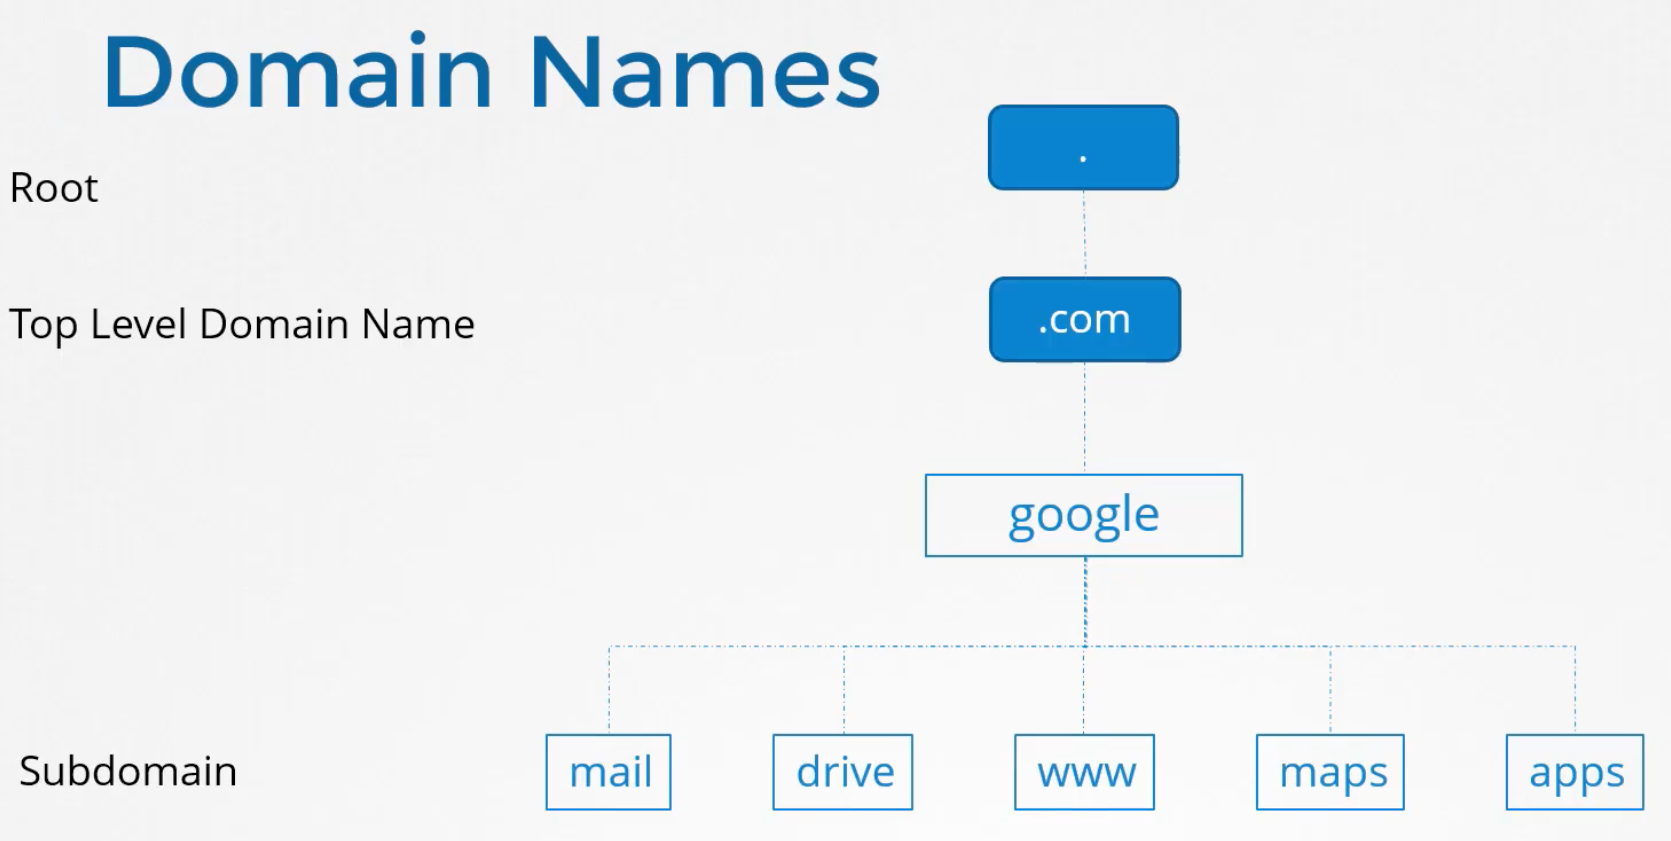 Domain Names
Root
.
Top Level Domain Name
.com
google
Subdomain
mail
drive
www
maps
apps